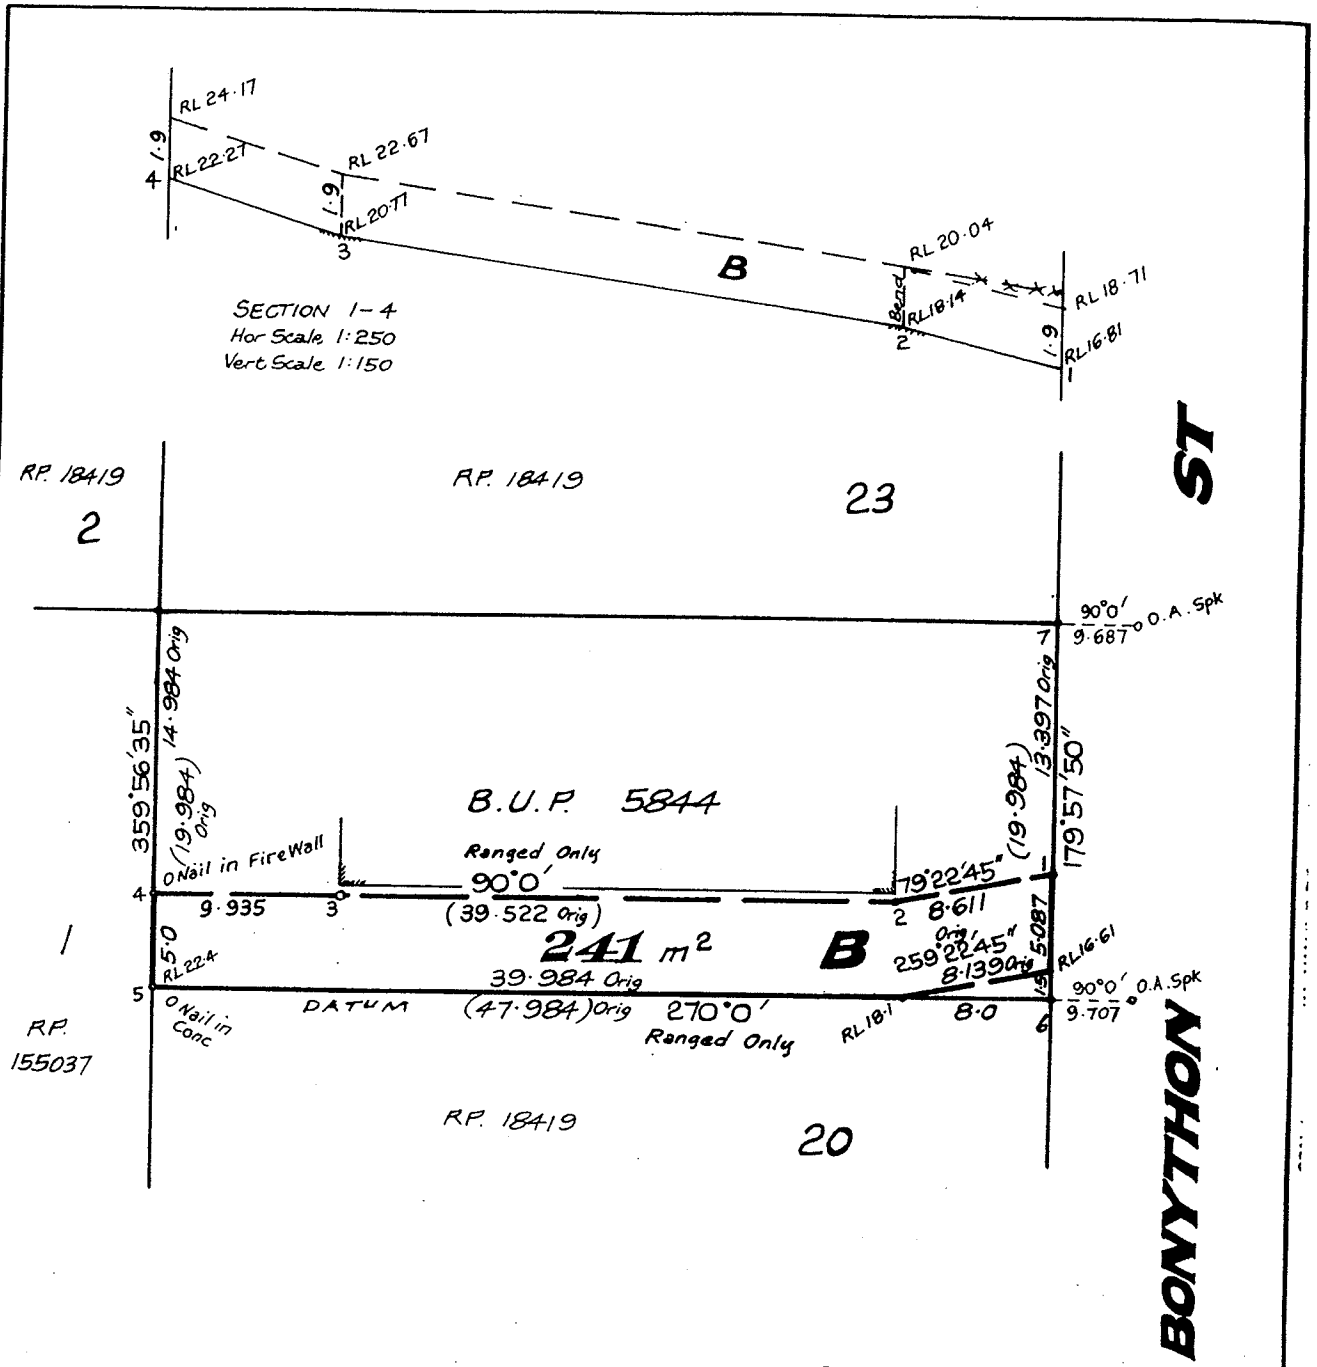 RL 24·17
1·9
4
RL 22·27
RL 22·67
1·9
RL 20·77
3
B
RL 20·04
Bend
RL 18·14
2
RL 18·71
1·9
RL 16·81
1
SECTION 1-4
Hor Scale 1:250
Vert Scale 1:150
ST
RP. 18419
2
RP. 18419
23
90°0'
9·687
O.A. Spk
7
14·984 Orig
359°56'35"
(19·984)
Orig
13·397 Orig
(19·984)
179°57'50"
B.U.P. 5844
O Nail in Fire Wall
Ranged Only
90°0'
4
9·935
3
(39·522 Orig)
79°22'45"
8·611
Orig
2
1
5·0
RL 22·4
241 m²
B
259°22'45"
8·139 Orig
5·087
1·5
RL 16·61
1
5
39·984 Orig
DATUM
(47·984) Orig
270°0'
Ranged Only
RL 18·1
8·0
6
90°0'
9·707
O.A. Spk
O Nail in
Conc
RP.
155037
RP. 18419
20
BONYTHON